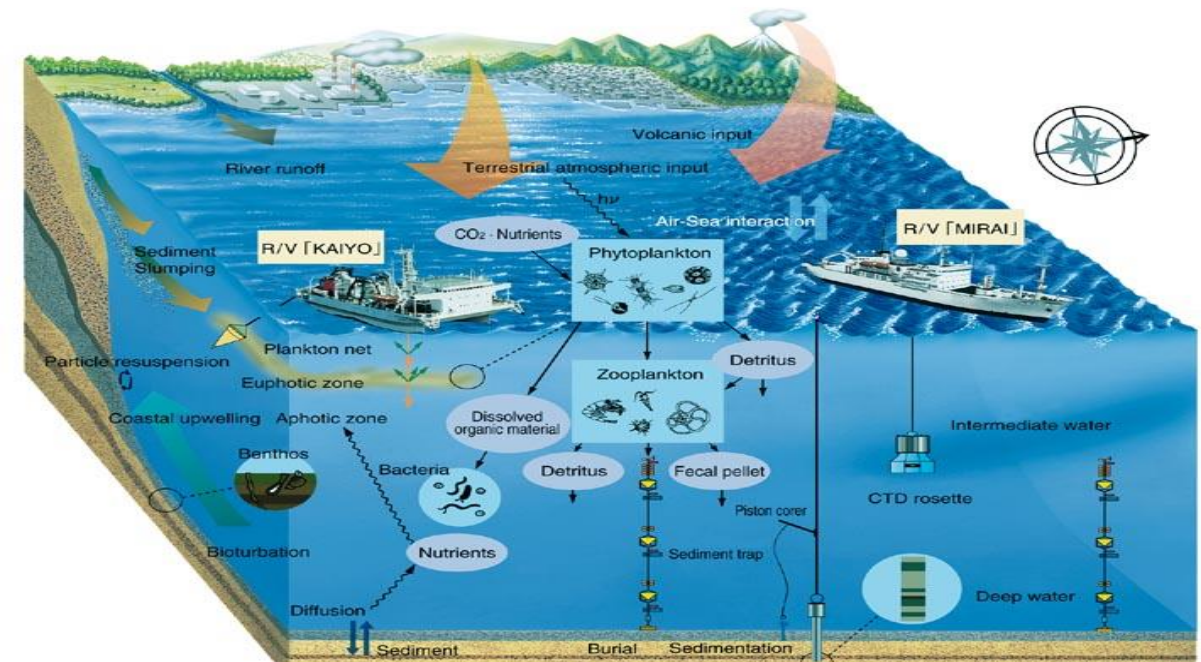 Volcanic input
River runoff
Terrestrial atmospheric input
hν
Air-Sea interaction
CO₂ · Nutrients
R/V「KAIYO」
R/V「MIRAI」
Phytoplankton
Sediment
Slumping
Plankton net
Particle resuspension
Detritus
Euphotic zone
Zooplankton
Coastal upwelling
Aphotic zone
Dissolved
organic material
Intermediate water
Benthos
Bacteria
Detritus
Fecal pellet
CTD rosette
Piston corer
Bioturbation
Nutrients
Sediment trap
Deep water
Diffusion
Sediment
Burial
Sedimentation